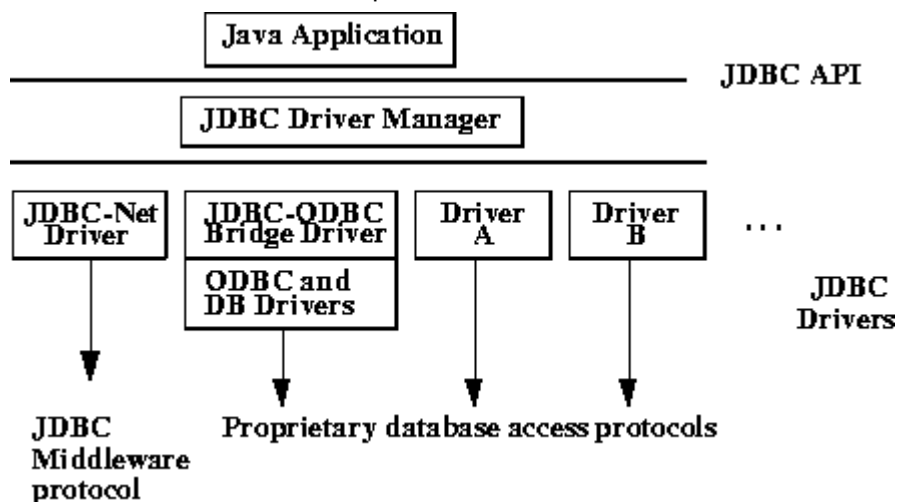 Java Application
JDBC API
JDBC Driver Manager
JDBC-Net
Driver
JDBC-ODBC
Bridge Driver
ODBC and
DB Drivers
Driver
A
Driver
B
...
JDBC
Drivers
JDBC
Middleware
protocol
Proprietary database access protocols